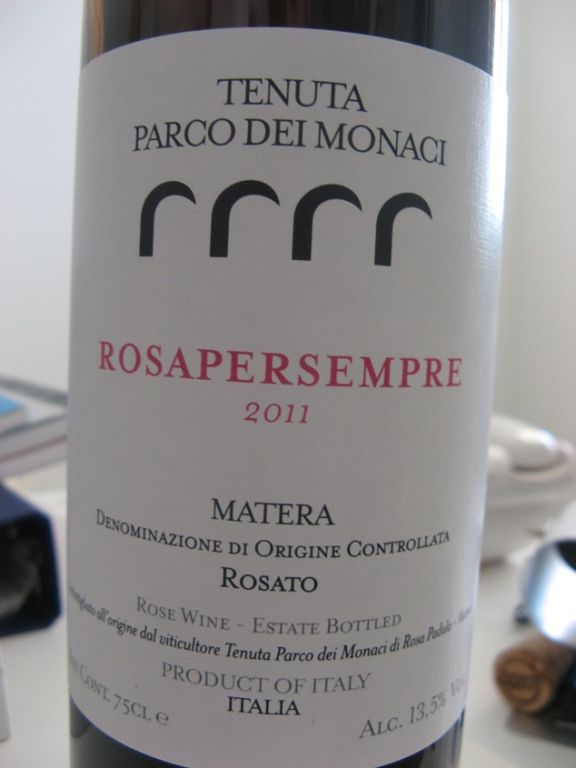 TENUTA
PARCO DEI MONACI
ROSAPERSEMPRE
2011
MATERA
DENOMINAZIONE DI ORIGINE CONTROLLATA
ROSATO
ROSE WINE - ESTATE BOTTLED
all'origine dal viticultore Tenuta Parco dei Monaci di Rosa Padula -
PRODUCT OF ITALY
CONT. 75CL e
ITALIA
ALC. 13,5%